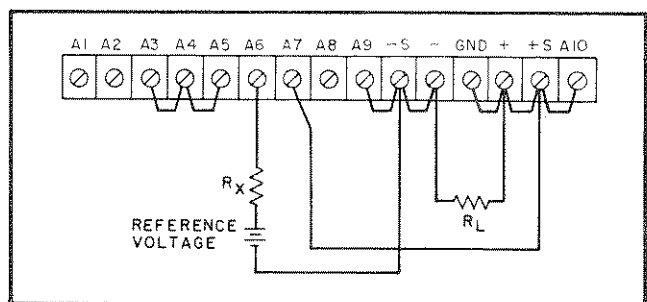 A1 A2 A3 A4 A5 A6 A7 A8 A9 -S - GND + +S A10
RX
REFERENCE
VOLTAGE
RL